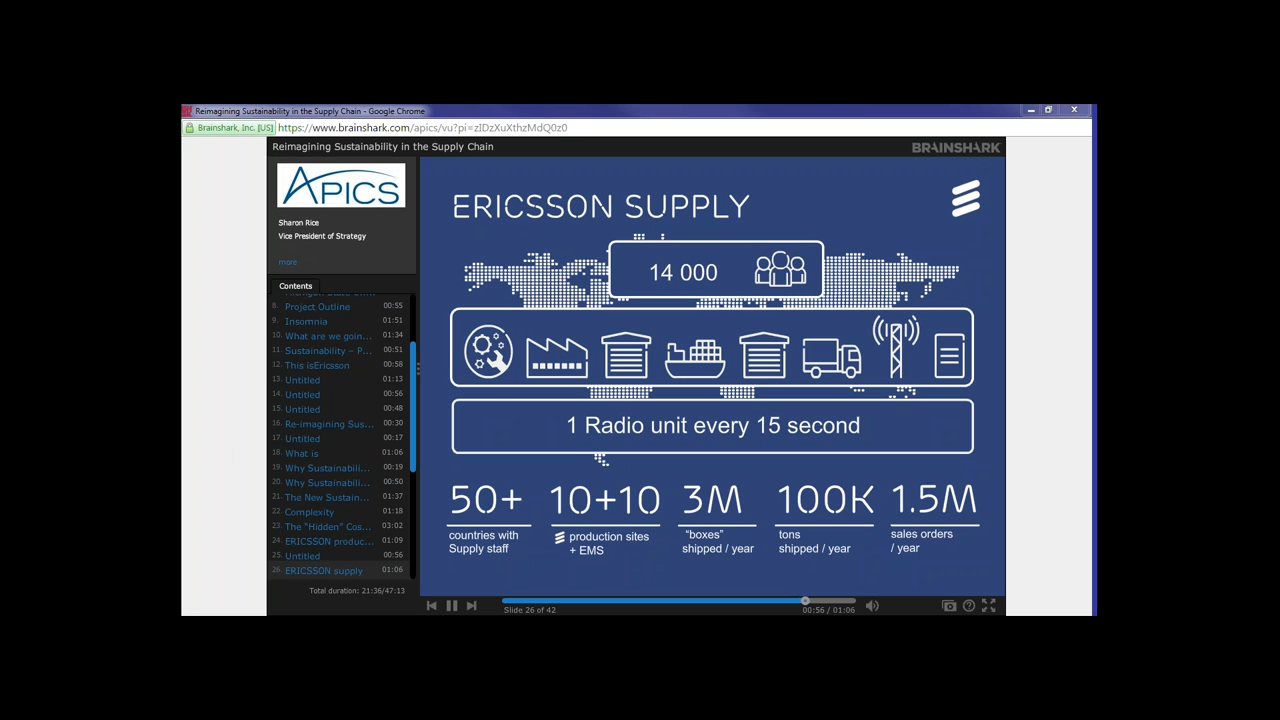 Reimagining Sustainability in the Supply Chain - Google Chrome
Brainshark, Inc. [US] https://www.brainshark.com/apics/vu?pi=zIDzXuXthzMdQ0z0
Reimagining Sustainability in the Supply Chain
BRAINSHARK
APICS
Sharon Rice
Vice President of Strategy
more
Contents
8. Project Outline 00:55
9. Insomnia 01:51
10. What are we goin... 01:34
11. Sustainability – P... 00:51
12. This isEricsson 00:58
13. Untitled 01:13
14. Untitled 00:56
15. Untitled 00:48
16. Re-imagining Sus... 00:30
17. Untitled 00:17
18. What is 01:06
19. Why Sustainabili... 00:19
20. Why Sustainabili... 00:50
21. The New Sustain... 01:37
22. Complexity 01:18
23. The "Hidden" Cos... 03:02
24. ERICSSON produc... 01:09
25. Untitled 00:56
26. ERICSSON supply 01:06
Total duration: 21:36/47:13
ERICSSON SUPPLY
14 000
1 Radio unit every 15 second
50+
countries with
Supply staff
10+10
production sites
+ EMS
3M
“boxes”
shipped / year
100K
tons
shipped / year
1.5M
sales orders
/ year
Slide 26 of 42
00:56 / 01:06